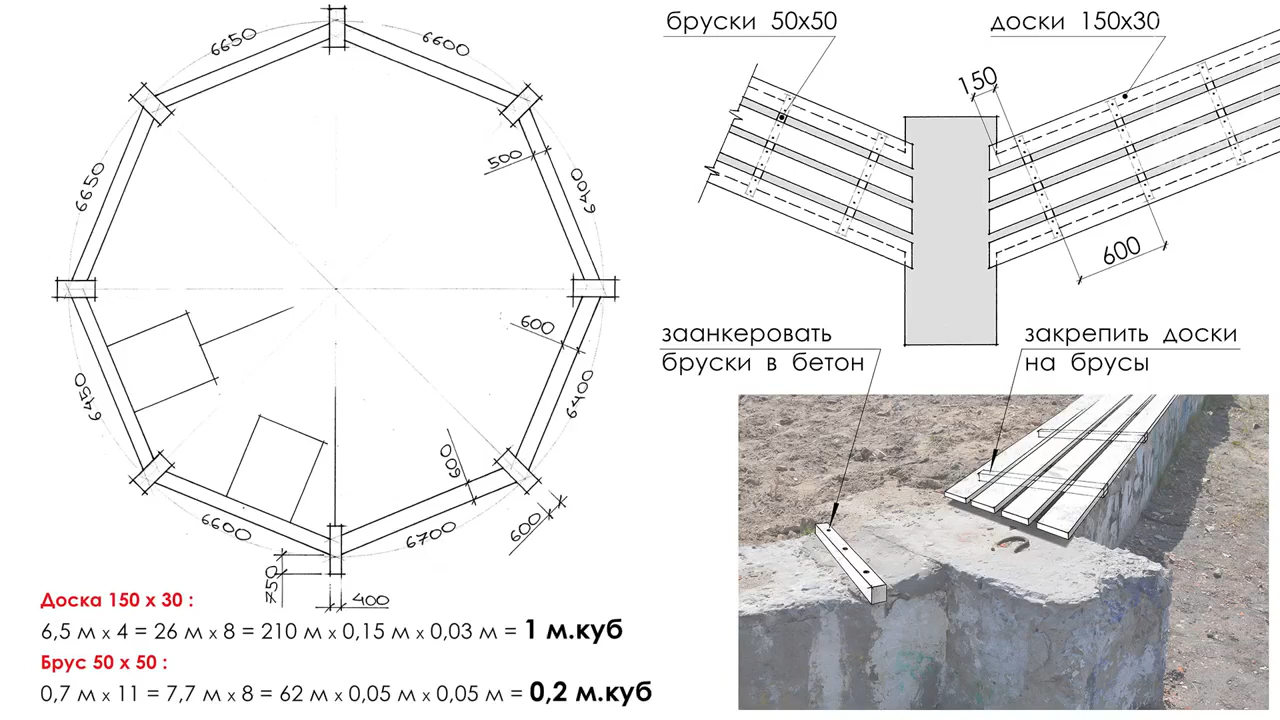 6650
6600
6650
500
6400
600
6450
6400
600
6600
6700
600
750
400
Доска 150 х 30 :
6,5 м х 4 = 26 м х 8 = 210 м х 0,15 м х 0,03 м = 1 м.куб
Брус 50 х 50 :
0,7 м х 11 = 7,7 м х 8 = 62 м х 0,05 м х 0,05 м = 0,2 м.куб
бруски 50х50
доски 150х30
150
600
заанкеровать
бруски в бетон
закрепить доски
на брусы